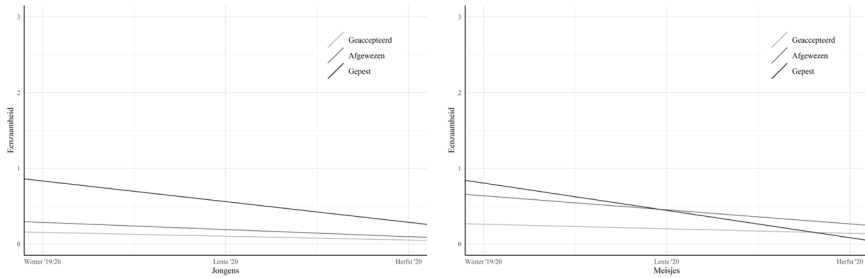 3
2
1
0
Eenzaamheid
Geaccepteerd
Afgewezen
Gepest
Winter '19/20
Lente '20
Herfst '20
Jongens
3
2
1
0
Eenzaamheid
Geaccepteerd
Afgewezen
Gepest
Winter '19/20
Lente '20
Herfst '20
Meisjes